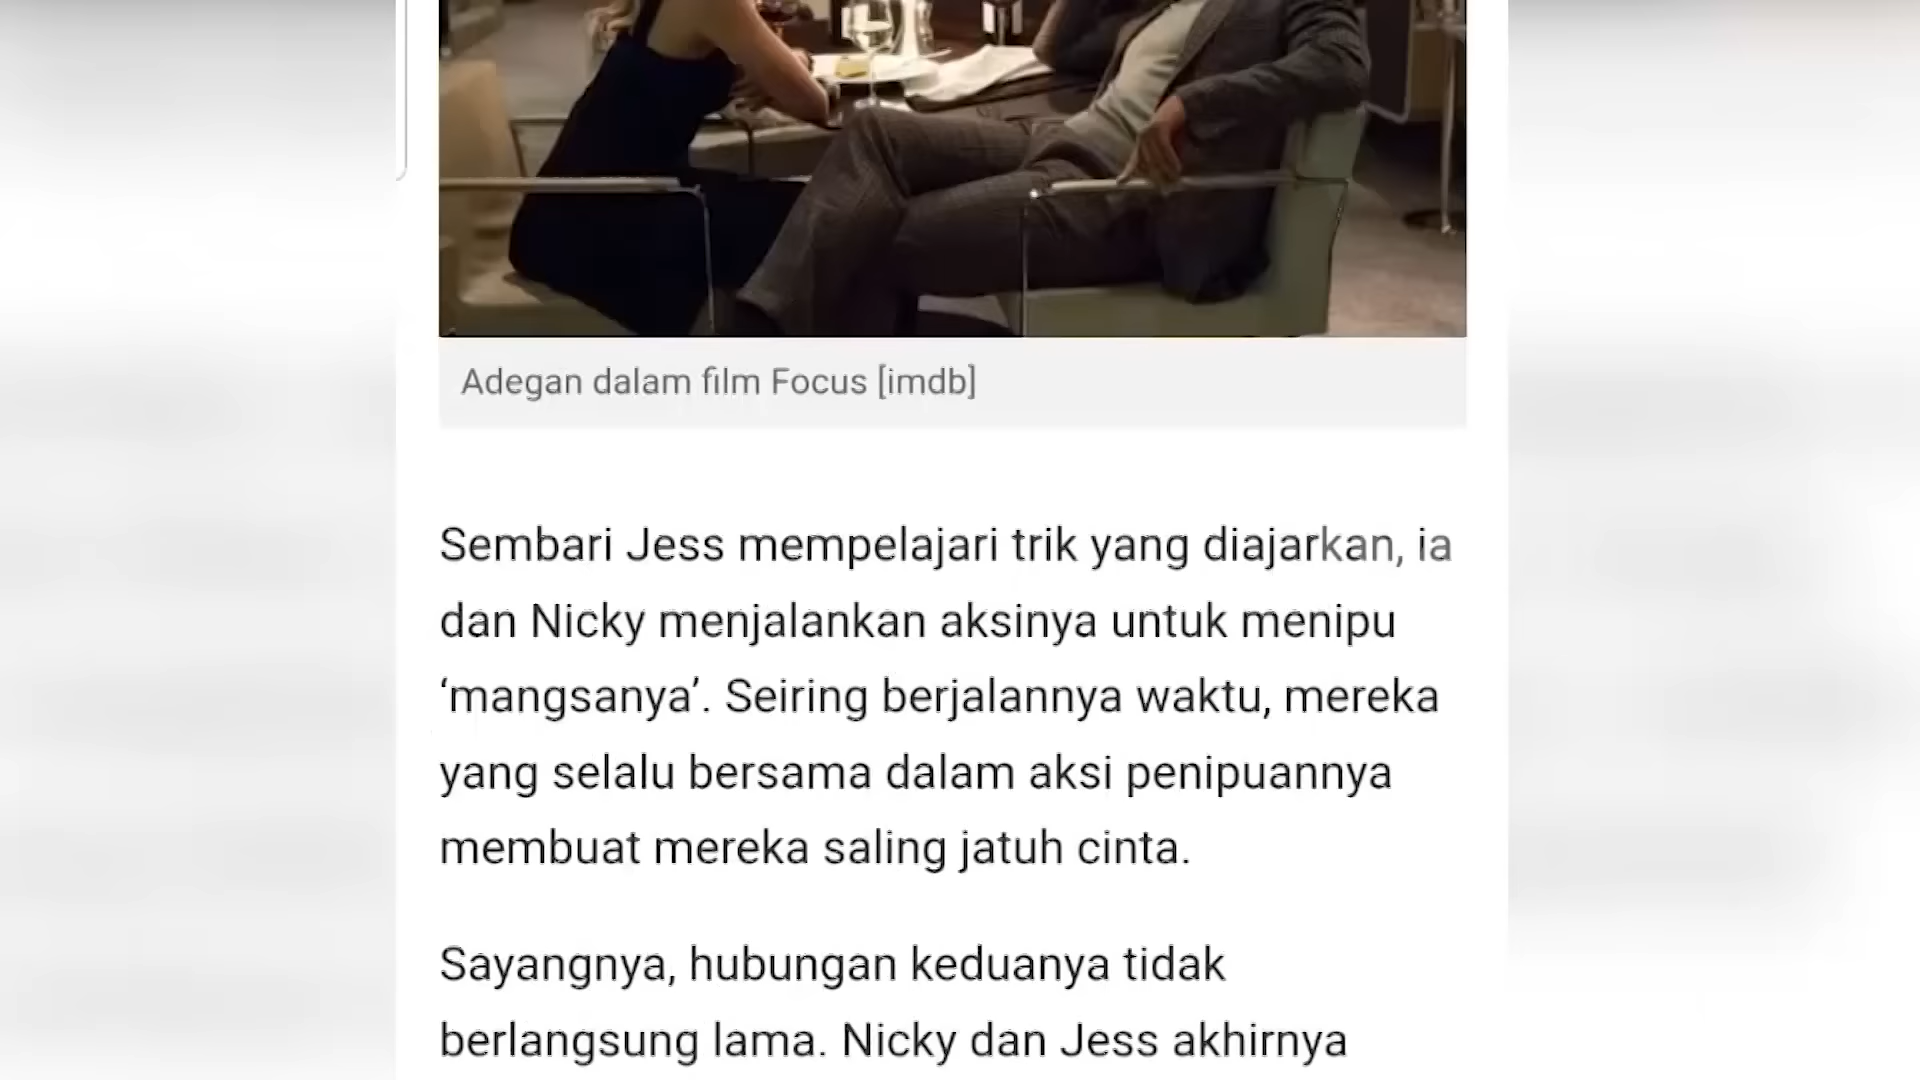 Adegan dalam film Focus [imdb]
Sembari Jess mempelajari trik yang diajarkan, ia
dan Nicky menjalankan aksinya untuk menipu
‘mangsanya’. Seiring berjalannya waktu, mereka
yang selalu bersama dalam aksi penipuannya
membuat mereka saling jatuh cinta.
Sayangnya, hubungan keduanya tidak
berlangsung lama. Nicky dan Jess akhirnya